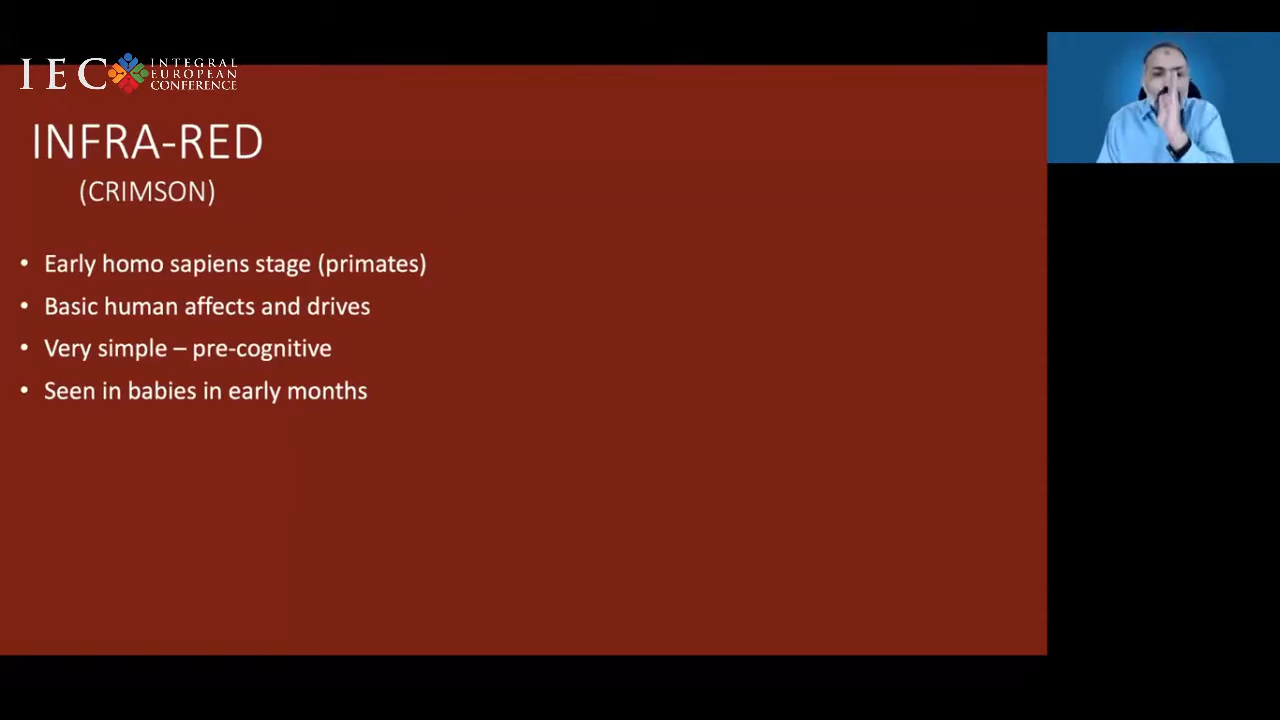 IEC INTEGRAL
EUROPEAN
CONFERENCE
INFRA-RED
(CRIMSON)
• Early homo sapiens stage (primates)
• Basic human affects and drives
• Very simple – pre-cognitive
• Seen in babies in early months